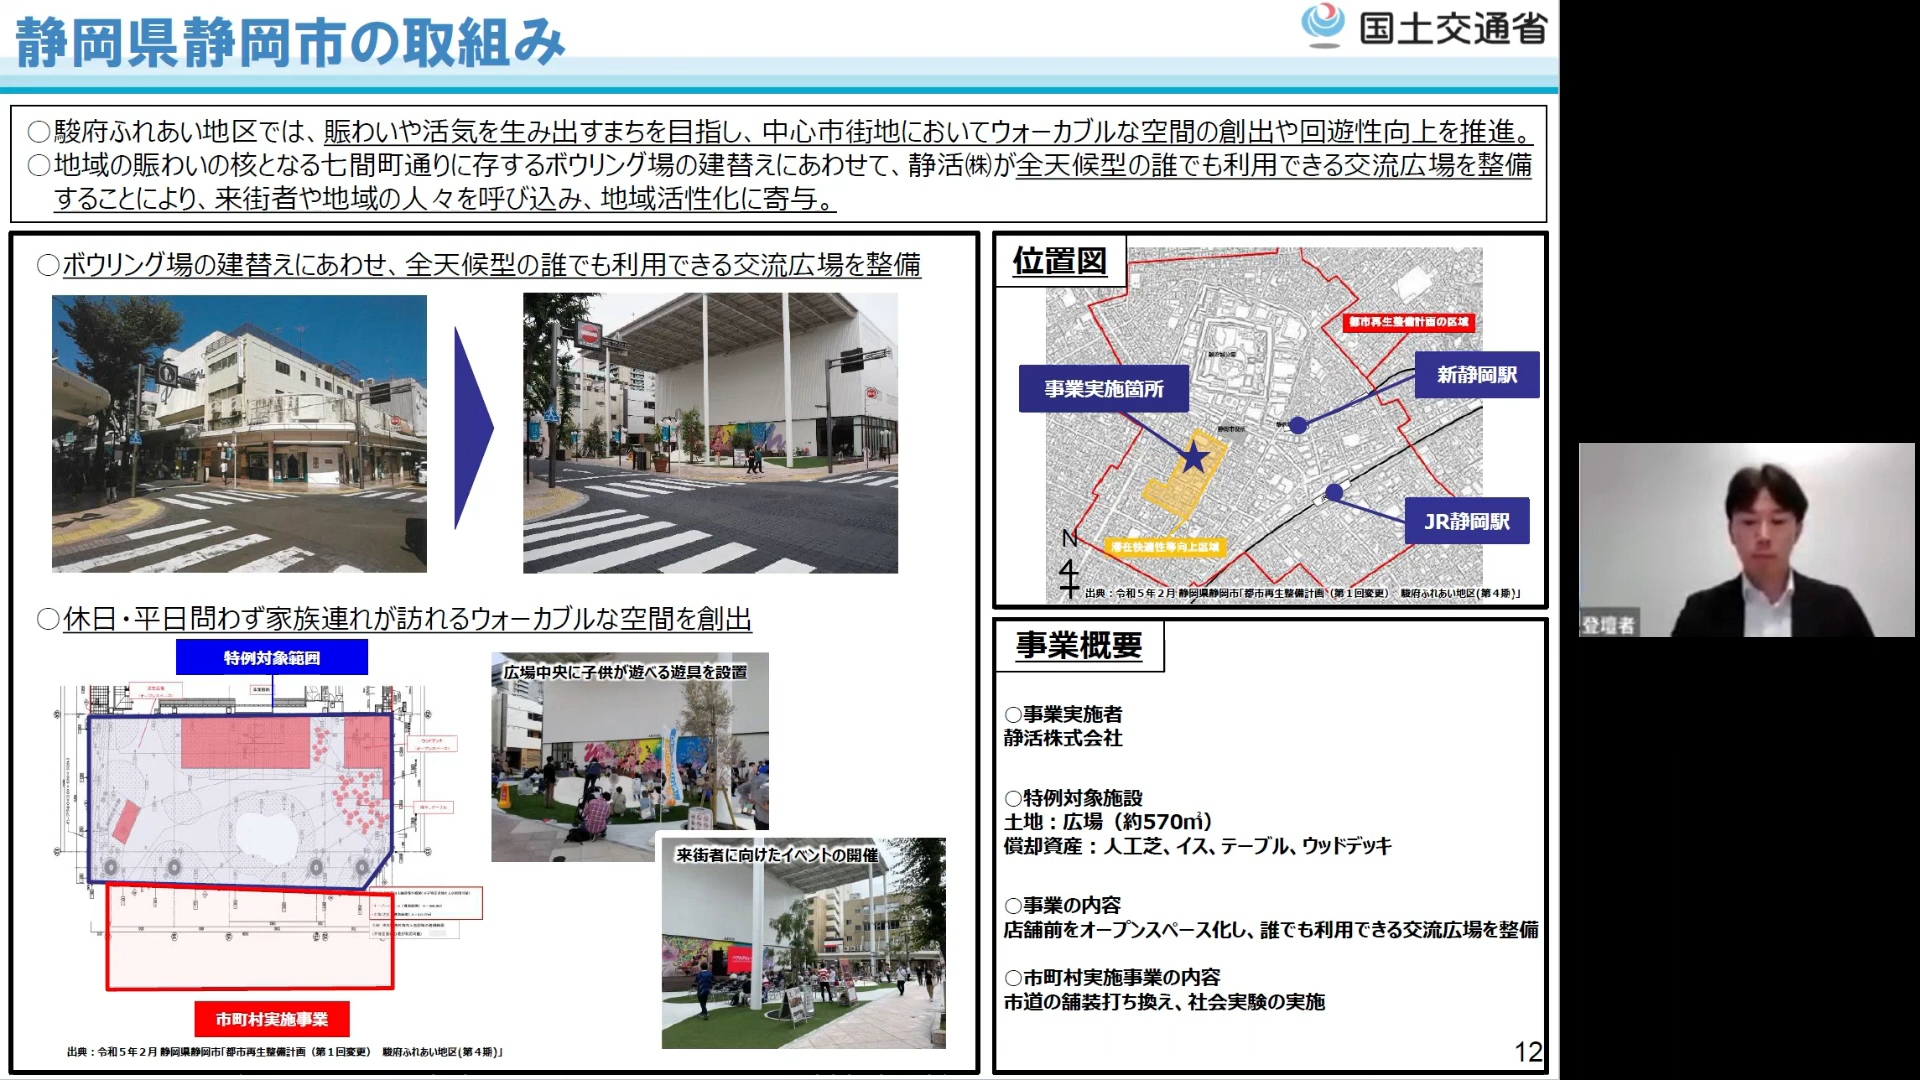 静岡県静岡市の取組み
国土交通省
○駿府ふれあい地区では、賑わいや活気を生み出すまちを目指し、中心市街地においてウォーカブルな空間の創出や回遊性向上を推進。
○地域の賑わいの核となる七間町通りに存するボウリング場の建替えにあわせて、静活㈱が全天候型の誰でも利用できる交流広場を整備
することにより、来街者や地域の人々を呼び込み、地域活性化に寄与。
○ボウリング場の建替えにあわせ、全天候型の誰でも利用できる交流広場を整備
○休日・平日問わず家族連れが訪れるウォーカブルな空間を創出
特例対象範囲
広場中央に子供が遊べる遊具を設置
来街者に向けたイベントの開催
市町村実施事業
出典：令和５年２月 静岡県静岡市「都市再生整備計画（第１回変更）　駿府ふれあい地区(第４期)」
位置図
都市再生整備計画の区域
新静岡駅
事業実施箇所
JR静岡駅
滞在快適性等向上区域
N
出典：令和５年２月 静岡県静岡市「都市再生整備計画（第１回変更）　駿府ふれあい地区(第４期)」
事業概要
○事業実施者
静活株式会社
○特例対象施設
土地：広場（約570㎡）
償却資産：人工芝、イス、テーブル、ウッドデッキ
○事業の内容
店舗前をオープンスペース化し、誰でも利用できる交流広場を整備
○市町村実施事業の内容
市道の舗装打ち換え、社会実験の実施
12
登壇者